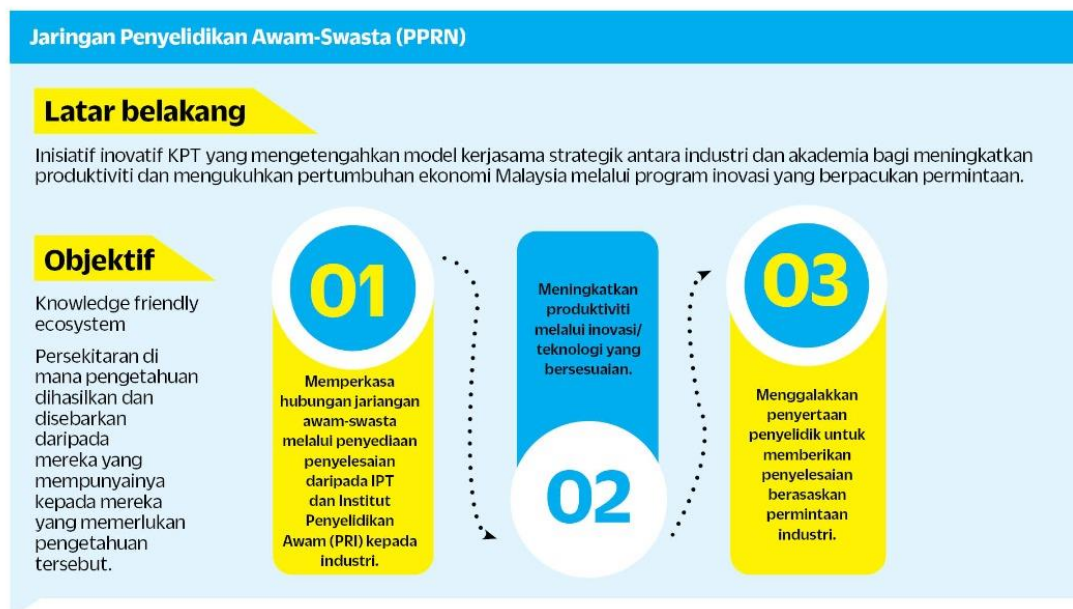 Jaringan Penyelidikan Awam-Swasta (PPRN)
Latar belakang
Inisiatif inovatif KPT yang mengetengahkan model kerjasama strategik antara industri dan akademia bagi meningkatkan
produktiviti dan mengukuhkan pertumbuhan ekonomi Malaysia melalui program inovasi yang berpacukan permintaan.
Objektif
Knowledge friendly
ecosystem
Persekitaran di
mana pengetahuan
dihasilkan dan
disebarkan
daripada
mereka yang
mempunyainya
kepada mereka
yang memerlukan
pengetahuan
tersebut.
01
Memperkasa
hubungan jariangan
awam-swasta
melalui penyediaan
penyelesaian
daripada IPT
dan Institut
Penyelidikan
Awam (PRI) kepada
industri.
Meningkatkan
produktiviti
melalui inovasi/
teknologi yang
bersesuaian.
02
03
Menggalakkan
penyertaan
penyelidik untuk
memberikan
penyelesaian
berasaskan
permintaan
industri.